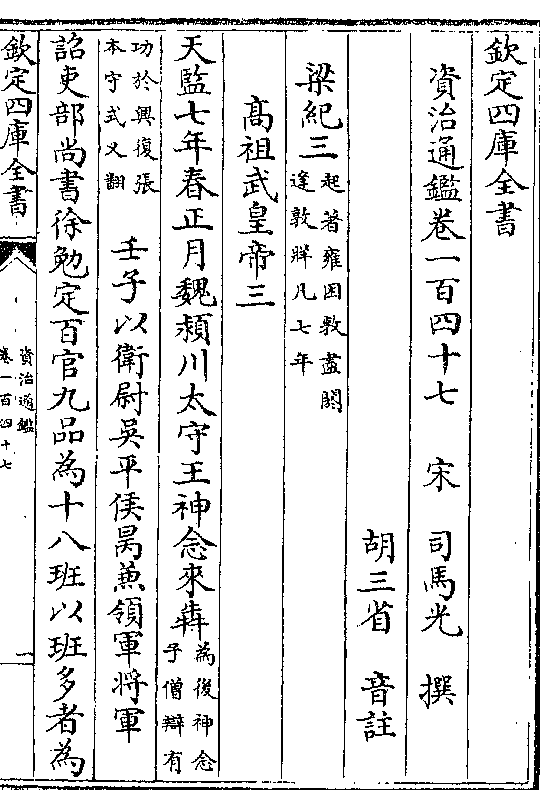 欽定四庫全書
資治通鑑卷一百四十七　宋　司馬光　撰
胡三省　音註
梁紀三起著雍困敦盡閼逢敦牂凡七年
高祖武皇帝三
天監七年春正月魏潁川太守王神念來犇為後神念子僧辯有
功於興復張本守式又翻　壬子以衛尉吳平侯昺兼領軍將軍
詔吏部尚書徐勉定百官九品為十八班以班多者為
欽定四庫全書
資治通鑑
卷一百四十七
一